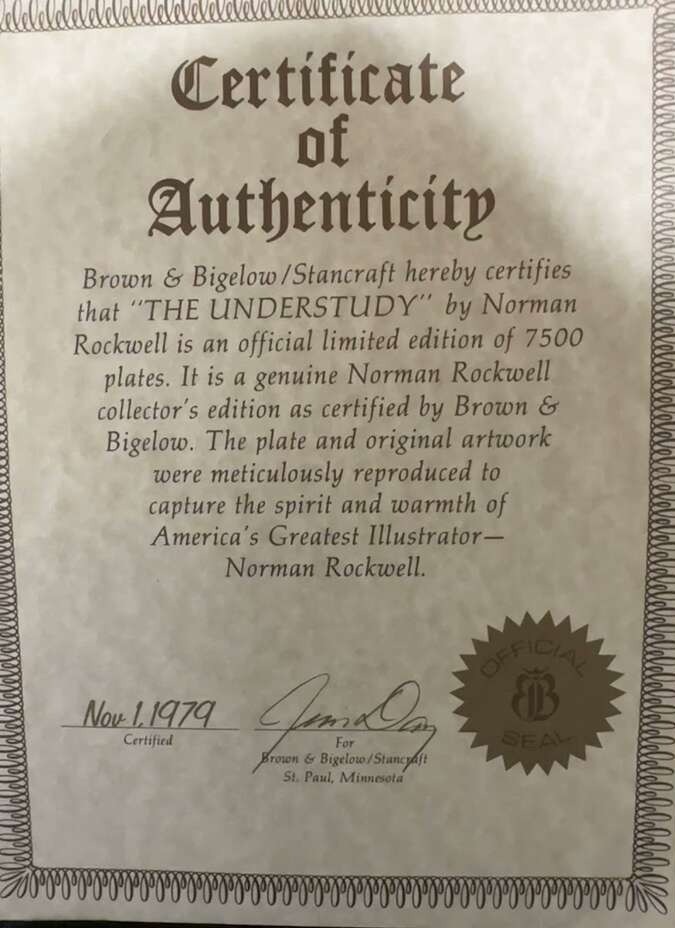 Certificate
of
Authenticity
Brown & Bigelow/Stancraft hereby certifies
that "THE UNDERSTUDY" by Norman
Rockwell is an official limited edition of 7500
plates. It is a genuine Norman Rockwell
collector's edition as certified by Brown &
Bigelow. The plate and original artwork
were meticulously reproduced to
capture the spirit and warmth of
America's Greatest Illustrator—
Norman Rockwell.
Nov 1, 1979
Certified
For
Brown & Bigelow/Stancraft
St. Paul, Minnesota
OFFICIAL
SEAL